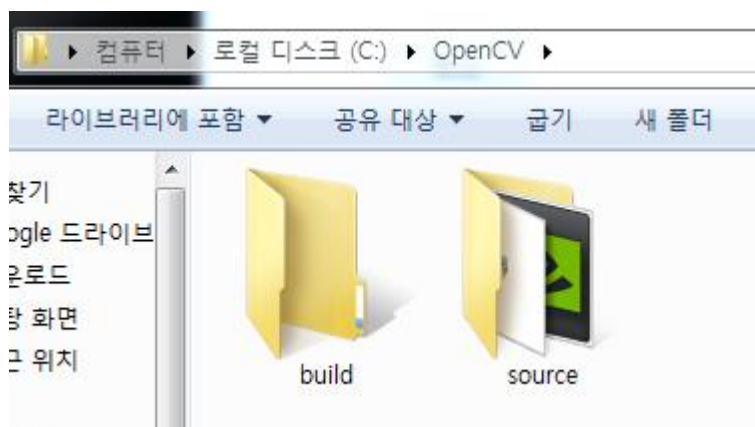 컴퓨터 ▸ 로컬 디스크 (C:) ▸ OpenCV ▸
라이브러리에 포함 ▾ 공유 대상 ▾ 굽기 새 폴더
찾기
ogle 드라이브
운로드
탕 화면
근 위치
build
source